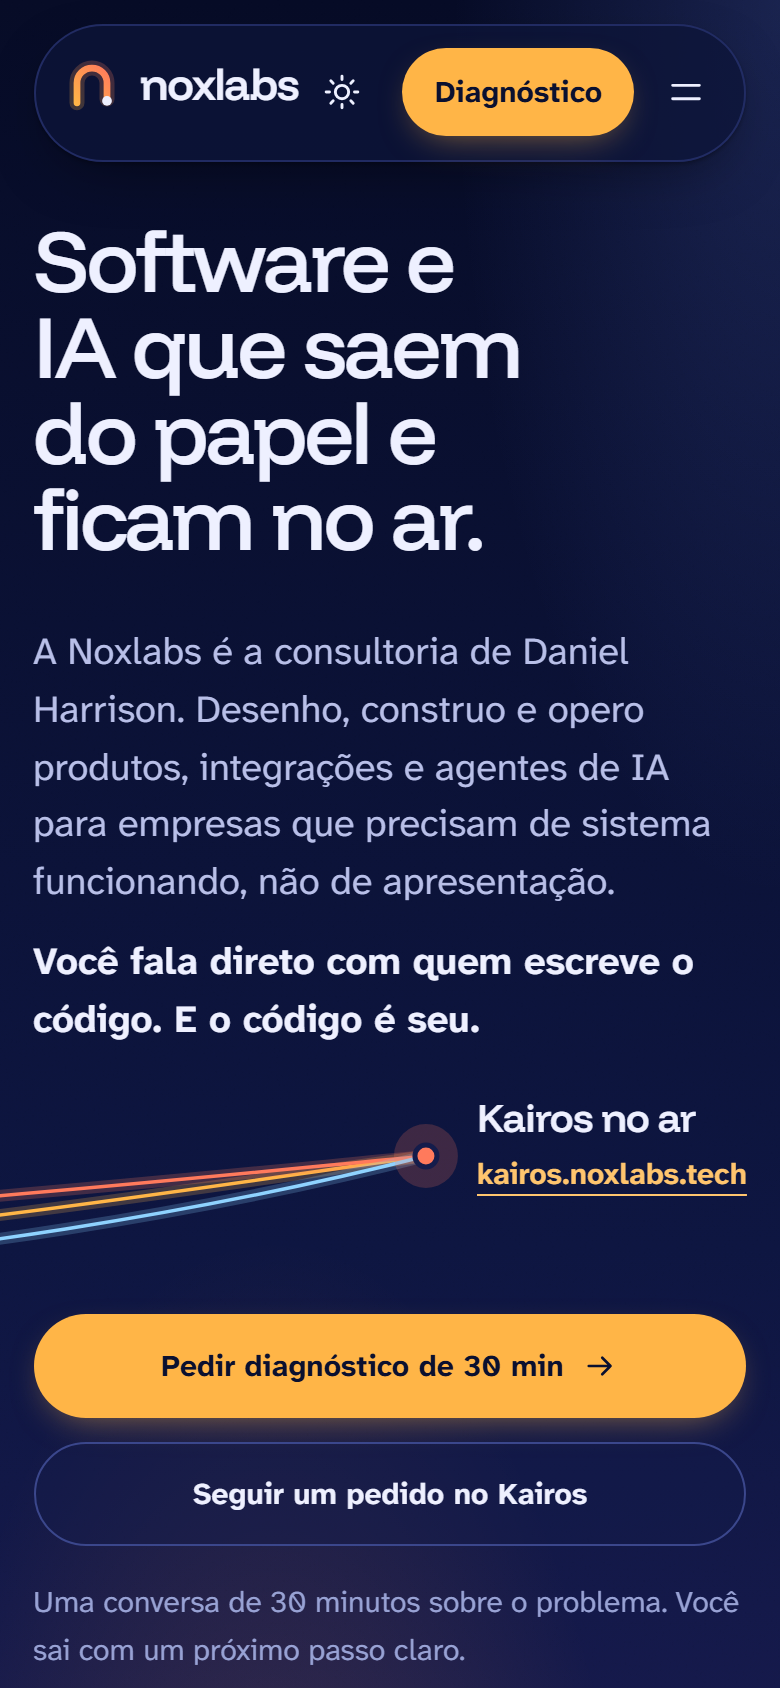 noxlabs
Diagnóstico
Software e
IA que saem
do papel e
ficam no ar.
A Noxlabs é a consultoria de Daniel
Harrison. Desenho, construo e opero
produtos, integrações e agentes de IA
para empresas que precisam de sistema
funcionando, não de apresentação.
Você fala direto com quem escreve o
código. E o código é seu.
Kairos no ar
kairos.noxlabs.tech
Pedir diagnóstico de 30 min →
Seguir um pedido no Kairos
Uma conversa de 30 minutos sobre o problema. Você
sai com um próximo passo claro.